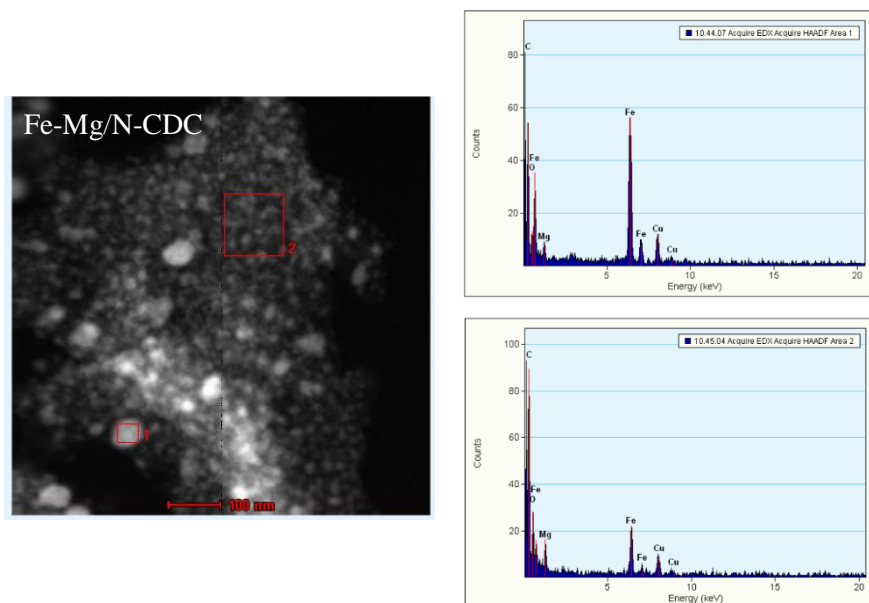 Fe-Mg/N-CDC
2
1
100 nm
10.44.07 Acquire EDX Acquire HAADF Area 1
C
80
60
Fe
Counts
40
Fe
O
20
Cu
Mg
Fe
Cu
5
10
15
20
Energy (keV)
10.45.04 Acquire EDX Acquire HAADF Area 2
100
C
80
Counts
60
40
Fe
O
20
Fe
Mg
Cu
Fe
Cu
5
10
15
20
Energy (keV)